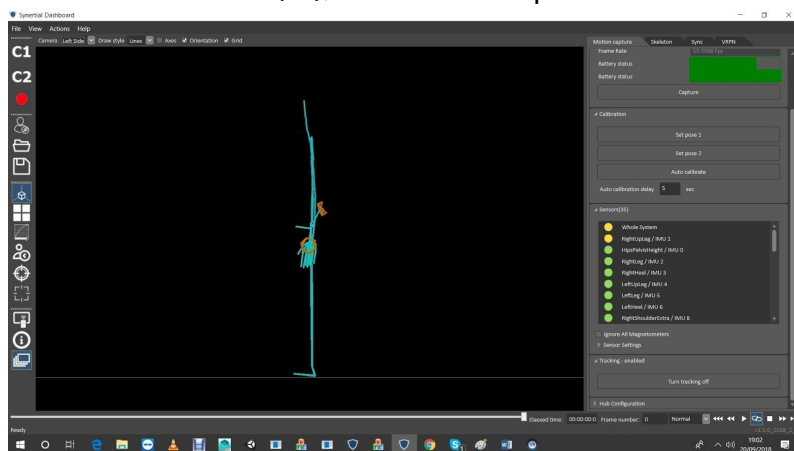 Synertial Dashboard
File View Actions Help
Camera Left Side Draw style Lines Axes Orientation Grid
C1
C2
Motion capture Skeleton Sync VRPN
Frame Rate
Battery status
Battery status
Capture
Calibration
Set pose 1
Set pose 2
Auto calibrate
Auto calibration delay 5 sec
Sensors(35)
Whole System
RightUpLeg / IMU 1
HipsPelvisHeight / IMU 0
RightLeg / IMU 2
RightHeel / IMU 3
LeftUpLeg / IMU 4
LeftLeg / IMU 5
LeftHeel / IMU 6
RightShoulderExtra / IMU 8
Ignore All Magnetometers
Sensor Settings
Tracking - enabled
Turn tracking off
Hub Configuration
Elapsed time: 00:00:00:0 Frame number: 0 Normal
Ready
19:02
20/09/2018